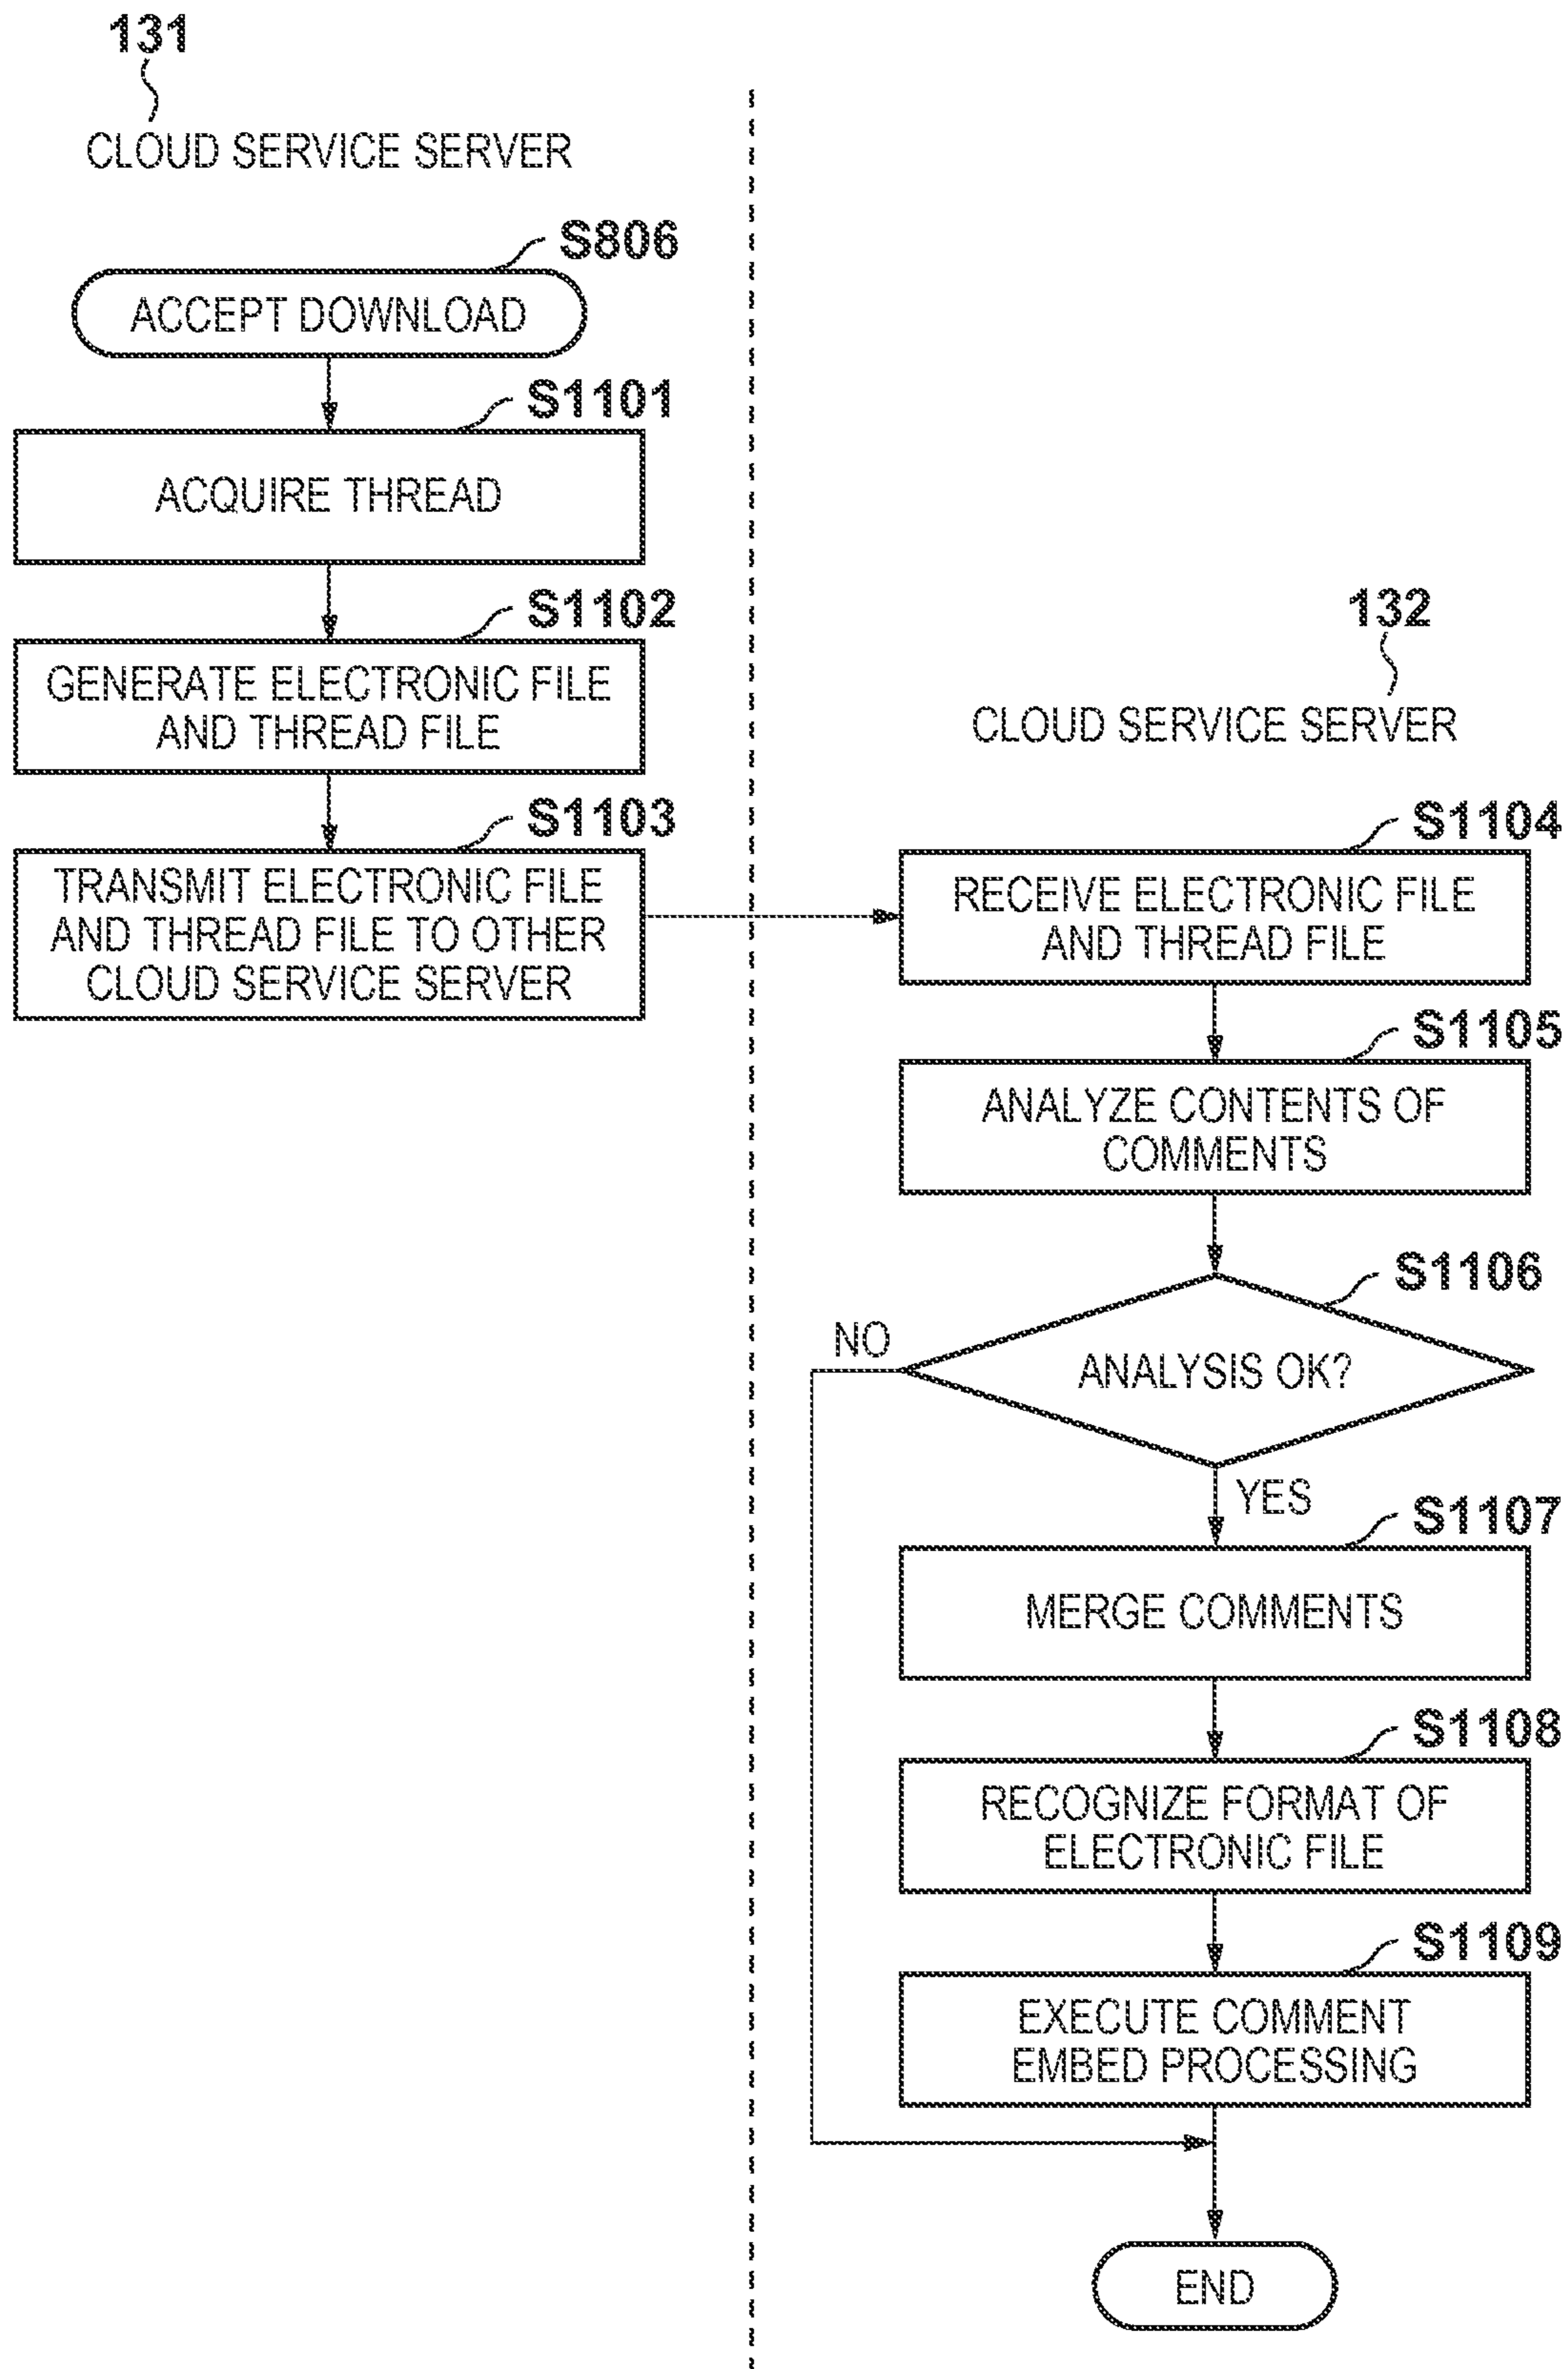 131
CLOUD SERVICE SERVER
S806
ACCEPT DOWNLOAD
S1101
ACQUIRE THREAD
S1102
GENERATE ELECTRONIC FILE
AND THREAD FILE
S1103
TRANSMIT ELECTRONIC FILE
AND THREAD FILE TO OTHER
CLOUD SERVICE SERVER
132
CLOUD SERVICE SERVER
S1104
RECEIVE ELECTRONIC FILE
AND THREAD FILE
S1105
ANALYZE CONTENTS OF
COMMENTS
S1106
NO
ANALYSIS OK?
YES
S1107
MERGE COMMENTS
S1108
RECOGNIZE FORMAT OF
ELECTRONIC FILE
S1109
EXECUTE COMMENT
EMBED PROCESSING
END